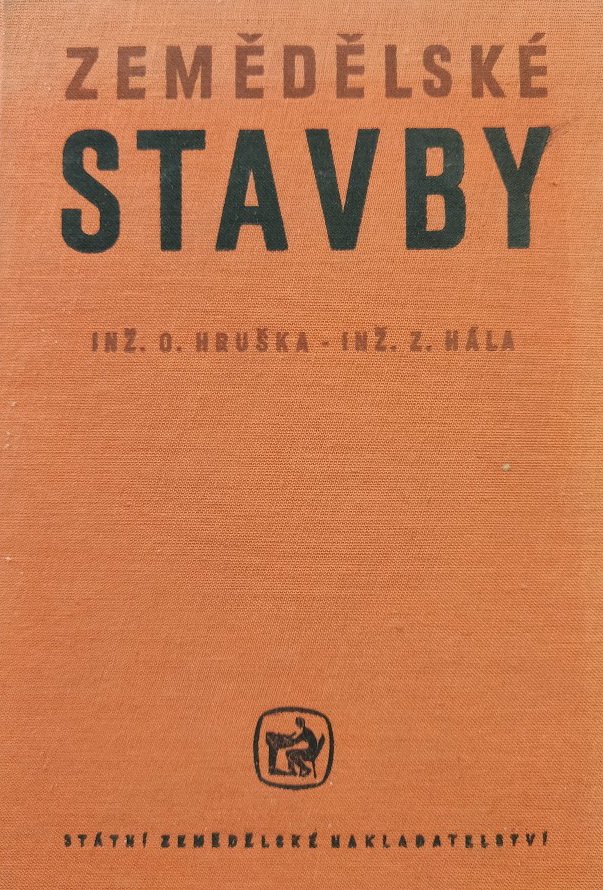 ZEMĚDĚLSKÉ
STAVBY
INŽ. O. HRUŠKA - INŽ. Z. HÁLA
STÁTNÍ ZEMĚDĚLSKÉ NAKLADATELSTVÍ